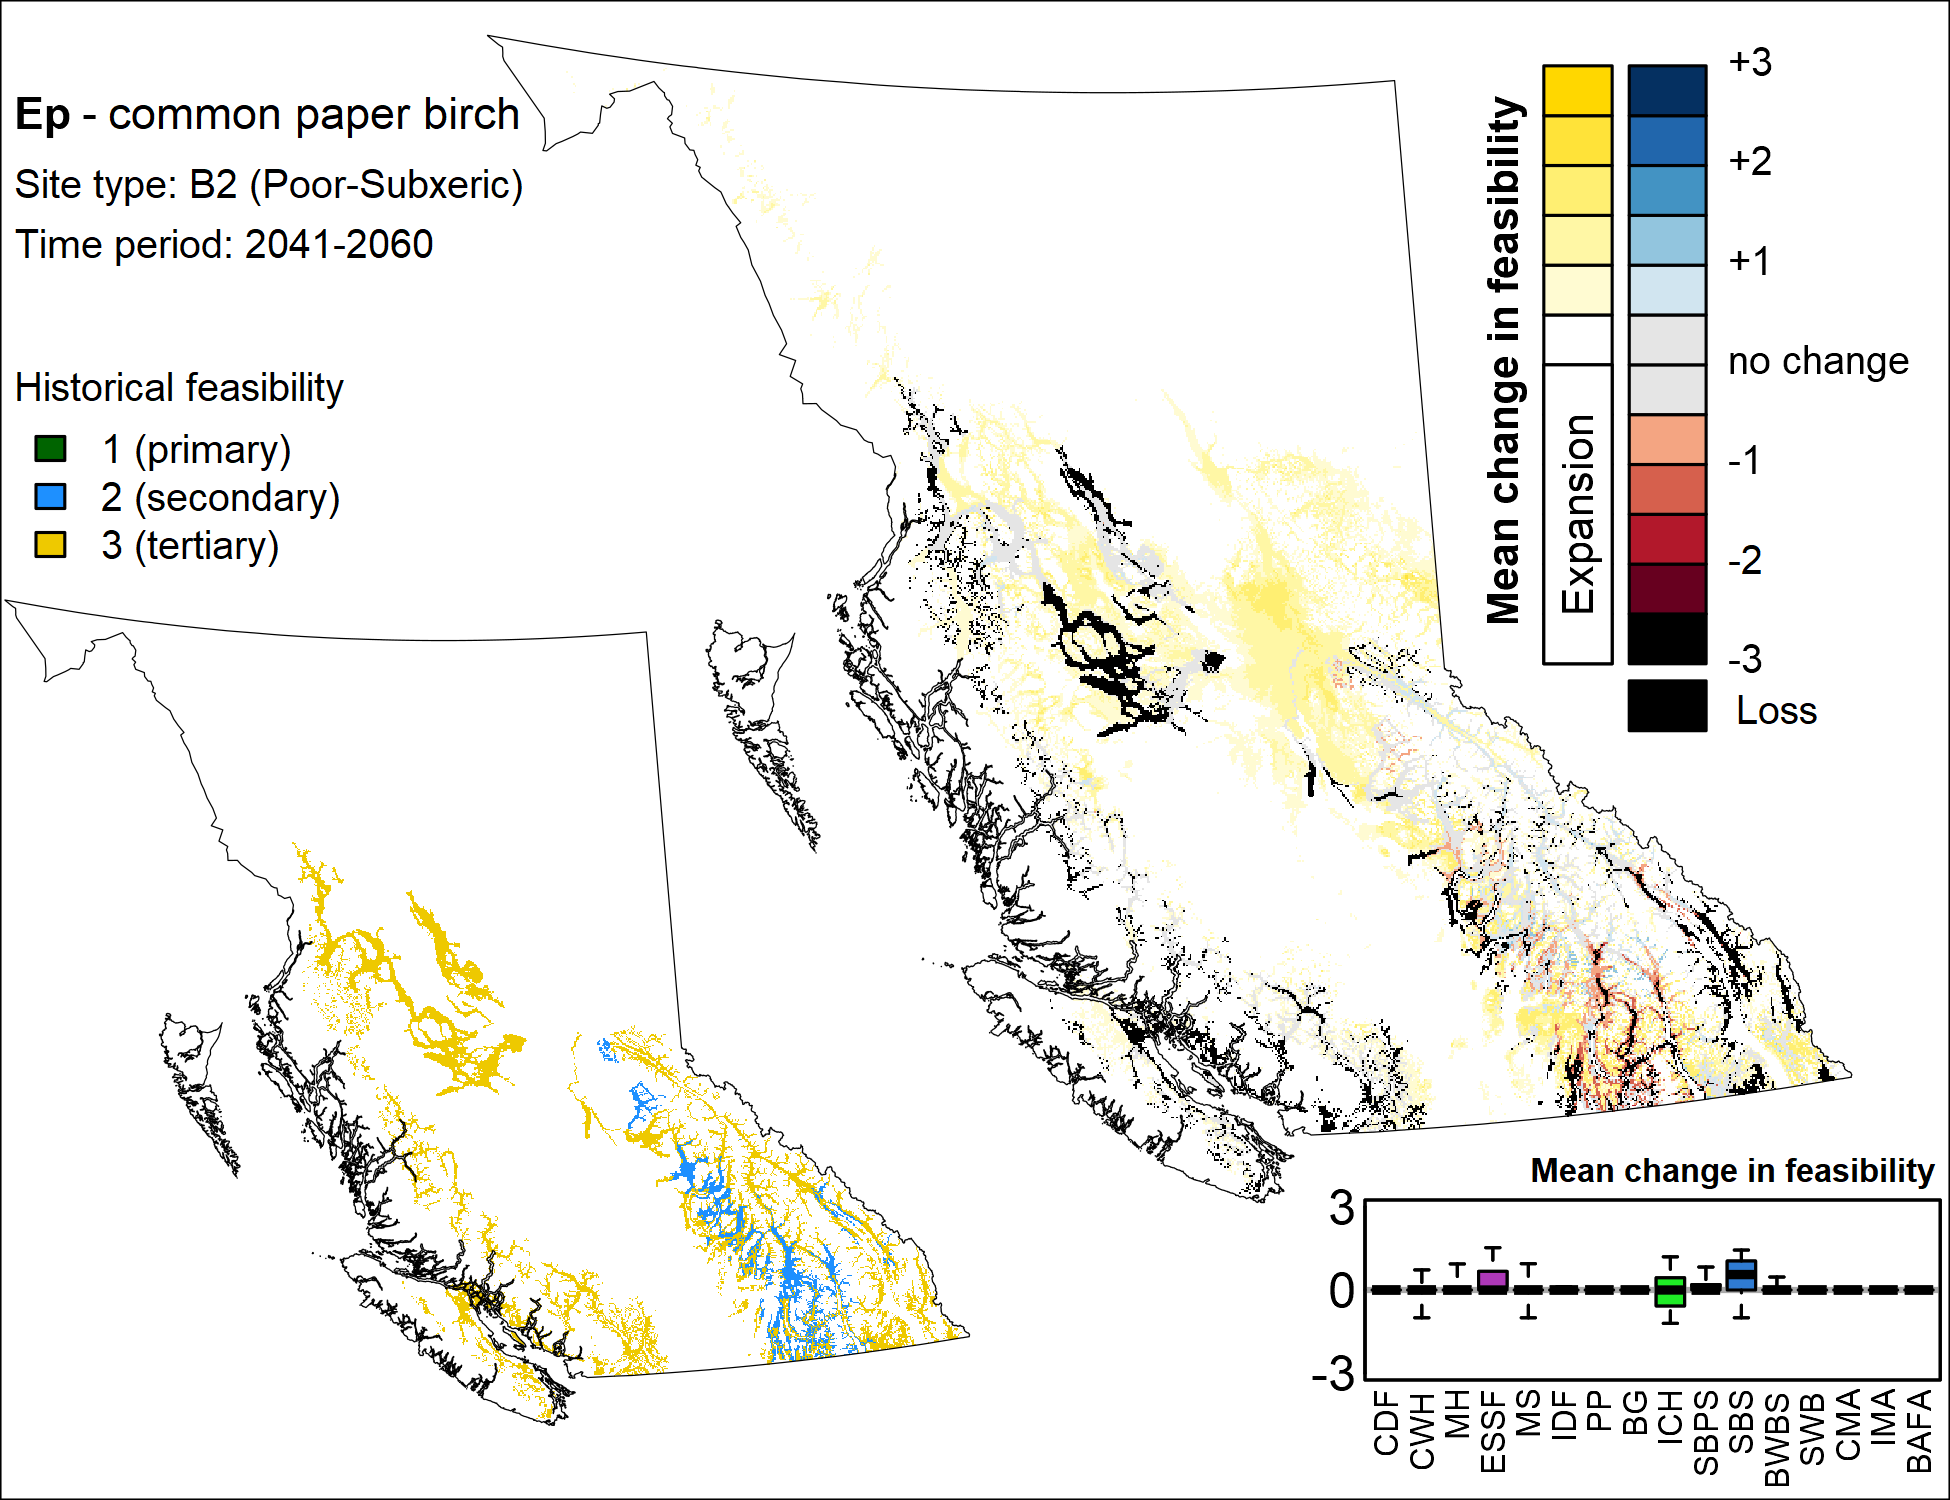 Ep - common paper birch
Site type: B2 (Poor-Subxeric)
Time period: 2041-2060
Historical feasibility
1 (primary)
2 (secondary)
3 (tertiary)
Mean change in feasibility
Expansion
+3
+2
+1
no change
-1
-2
-3
Loss
Mean change in feasibility
3
0
-3
CDF
CWH
MH
ESSF
MS
IDF
PP
BG
ICH
SBPS
SBS
BWBS
SWB
CMA
IMA
BAFA